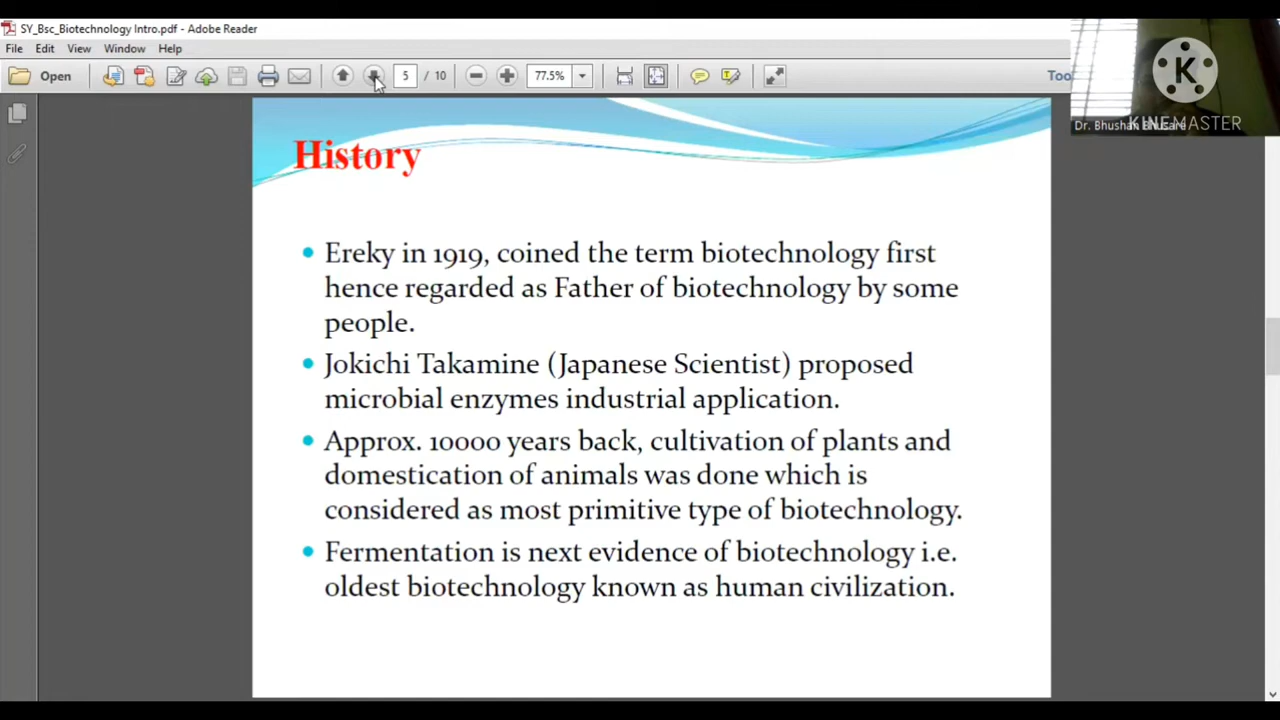 SY_Bsc_Biotechnology Intro.pdf - Adobe Reader
File Edit View Window Help
Open 5 / 10 77.5% Too
K
KINEMASTER
Dr. Bhushan Bhusare
History
• Ereky in 1919, coined the term biotechnology first
hence regarded as Father of biotechnology by some
people.
• Jokichi Takamine (Japanese Scientist) proposed
microbial enzymes industrial application.
• Approx. 10000 years back, cultivation of plants and
domestication of animals was done which is
considered as most primitive type of biotechnology.
• Fermentation is next evidence of biotechnology i.e.
oldest biotechnology known as human civilization.